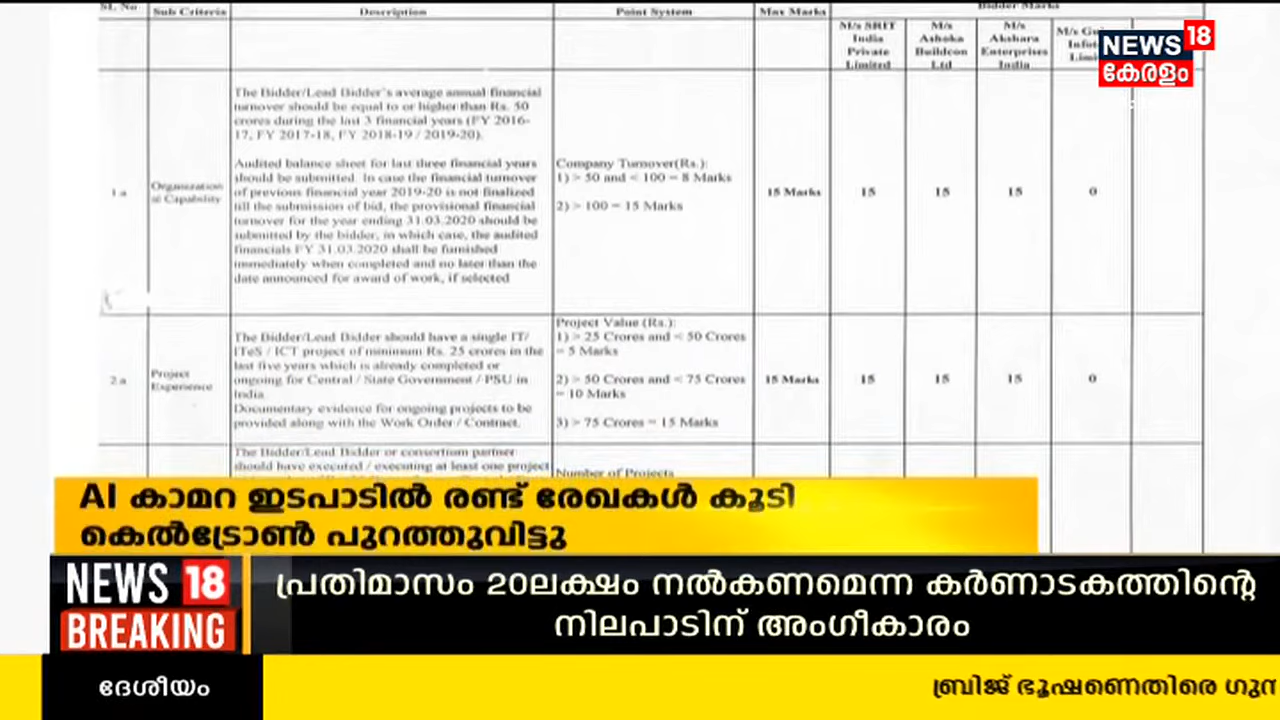 Sl. No
Sub Criteria
Description
Point System
Max Marks
Bidder Marks
M/s SRIT
India
Private
Limited
M/s
Ashoka
Buildcon
Ltd
M/s
Akshara
Enterprises
India
NEWS 18
കേരളം
1.a
Organization
al Capability
The Bidder/Lead Bidder's average annual financial
turnover should be equal to or higher than Rs. 50
crores during the last 3 financial years (FY 2016-
17, FY 2017-18, FY 2018-19 / 2019-20).
Audited balance sheet for last three financial years
should be submitted. In case the financial turnover
of previous financial year 2019-20 is not finalized
till the submission of bid, the provisional financial
turnover for the year ending 31.03.2020 should be
submitted by the bidder, in which case, the audited
financials FY 31.03.2020 shall be furnished
immediately when completed and no later than the
date announced for award of work, if selected
Company Turnover(Rs.):
1) > 50 and < 100 = 8 Marks
2) > 100 = 15 Marks
15 Marks
15
15
15
0
2.a
Project
Experience
The Bidder/Lead Bidder should have a single IT/
ITeS / ICT project of minimum Rs. 25 crores in the
last five years which is already completed or
ongoing for Central / State Government / PSU in
India.
Documentary evidence for ongoing projects to be
provided along with the Work Order / Contract.
Project Value (Rs.):
1) > 25 Crores and < 50 Crores
= 5 Marks
2) > 50 Crores and < 75 Crores
= 10 Marks
3) > 75 Crores = 15 Marks
15 Marks
15
15
15
0
The Bidder/Lead Bidder or consortium partner
should have executed / executing at least one project
Number of Projects
AI കാമറ ഇടപാടിൽ രണ്ട് രേഖകൾ കൂടി
കെൽട്രോൺ പുറത്തുവിട്ടു
NEWS 18
BREAKING
പ്രതിമാസം 20ലക്ഷം നൽകണമെന്ന കർണാടകത്തിന്റെ
നിലപാടിന് അംഗീകാരം
ദേശീയം
ബ്രിജ് ഭൂഷണെതിരെ